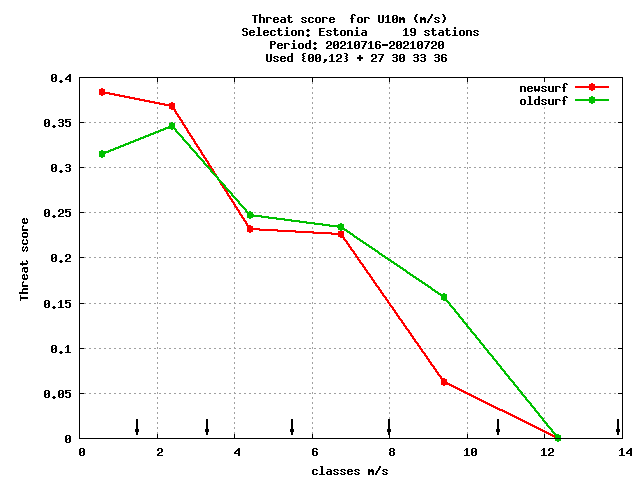 Threat score  for U10m (m/s)
Selection: Estonia     19 stations
Period: 20210716-20210720
Used {00,12} + 27 30 33 36
newsurf
oldsurf
0.4
0.35
0.3
0.25
0.2
0.15
0.1
0.05
0
Threat score
0 2 4 6 8 10 12 14
classes m/s